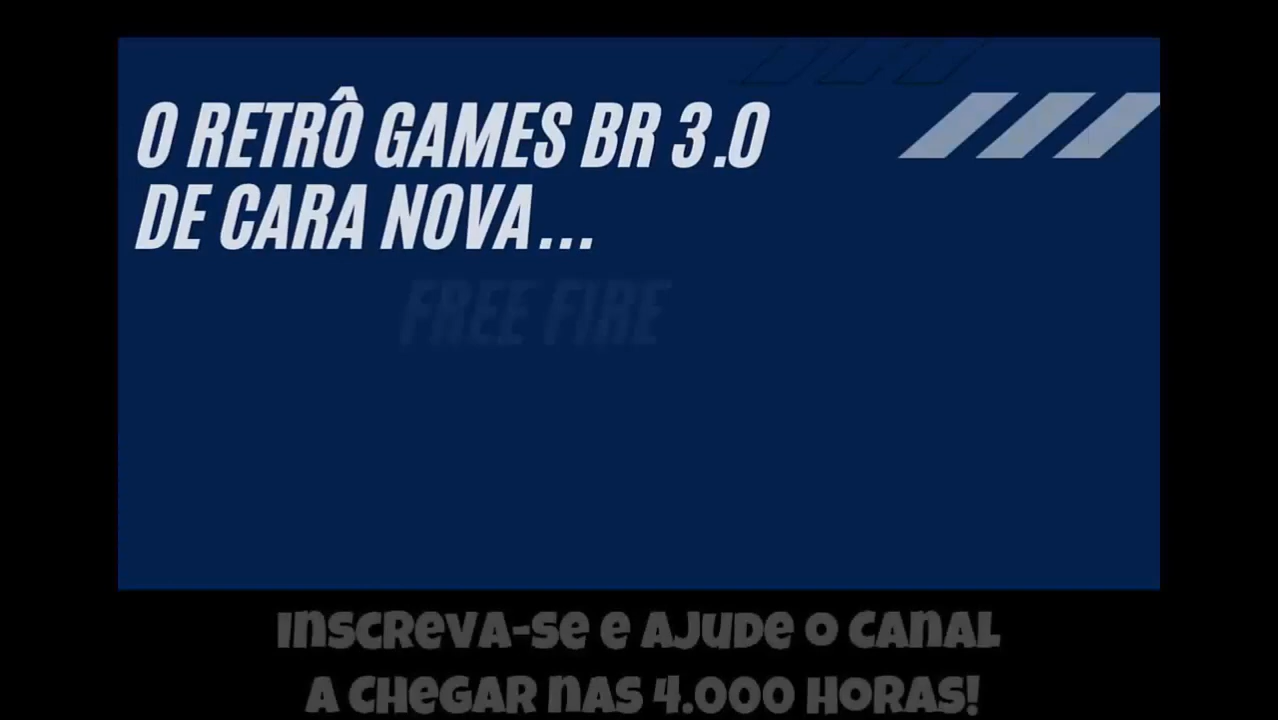 O RETRÔ GAMES BR 3.0
DE CARA NOVA...
FREE FIRE
INSCREVA-SE E AJUDE O CANAL
A CHEGAR NAS 4.000 HORAS!